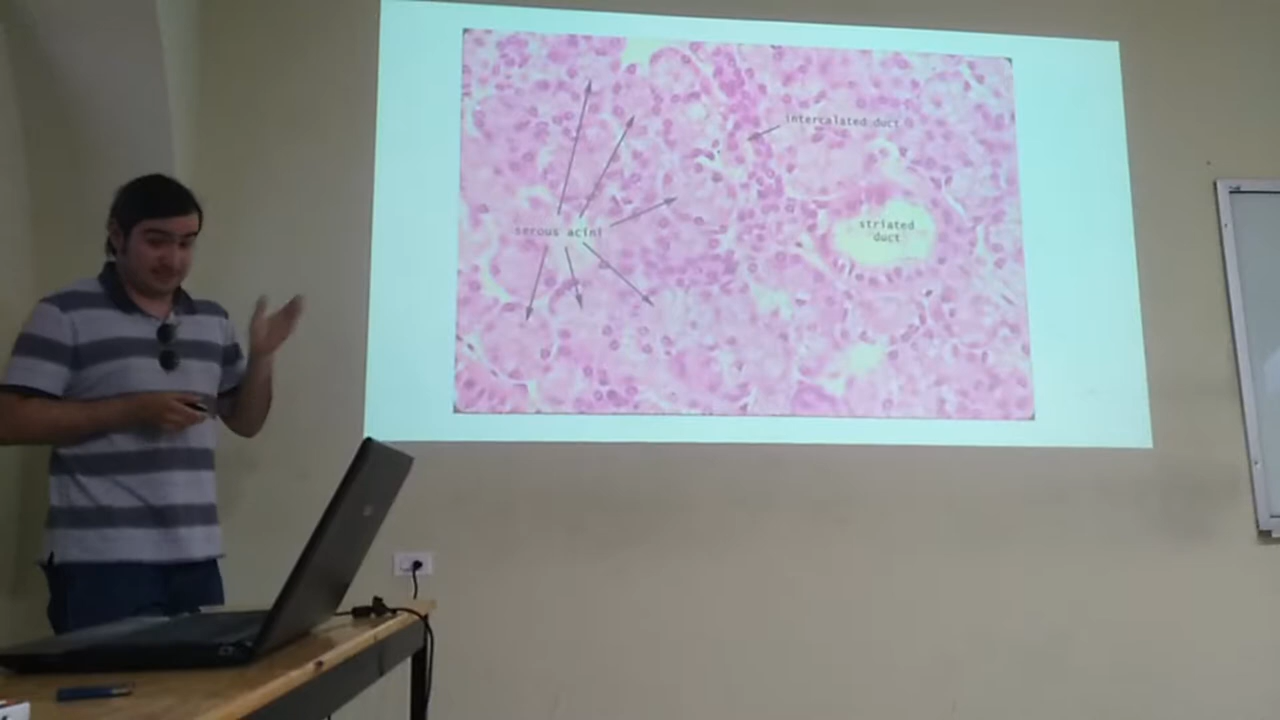 intercalated duct
striated
duct
serous acini